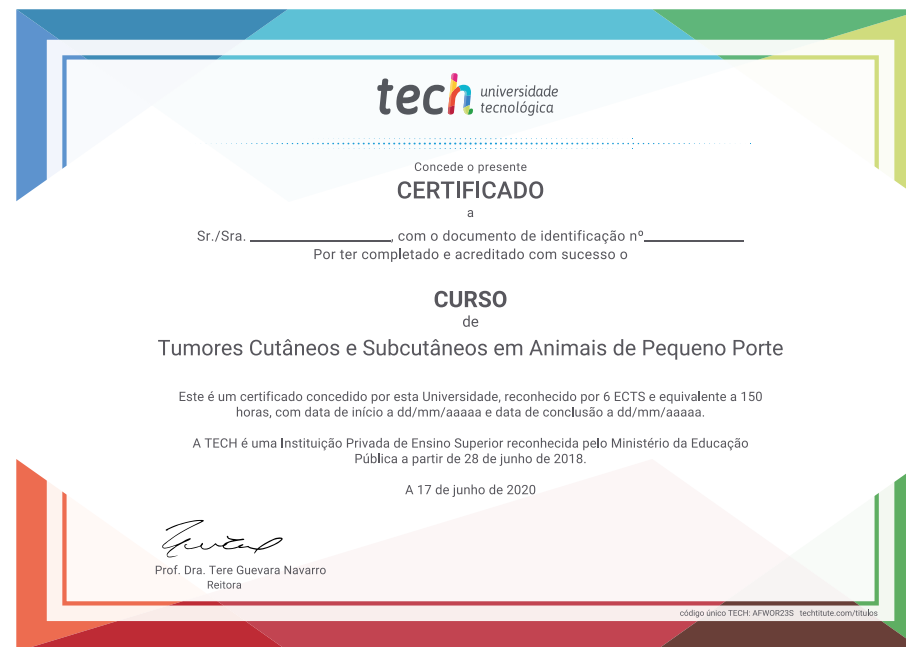 tech universidade
tecnológica
Concede o presente
CERTIFICADO
a
Sr./Sra. ____________________, com o documento de identificação nº______________
Por ter completado e acreditado com sucesso o
CURSO
de
Tumores Cutâneos e Subcutâneos em Animais de Pequeno Porte
Este é um certificado concedido por esta Universidade, reconhecido por 6 ECTS e equivalente a 150
horas, com data de início a dd/mm/aaaaa e data de conclusão a dd/mm/aaaaa.
A TECH é uma Instituição Privada de Ensino Superior reconhecida pelo Ministério da Educação
Pública a partir de 28 de junho de 2018.
A 17 de junho de 2020
Prof. Dra. Tere Guevara Navarro
Reitora
código único TECH: AFWOR23S techtitute.com/titulos